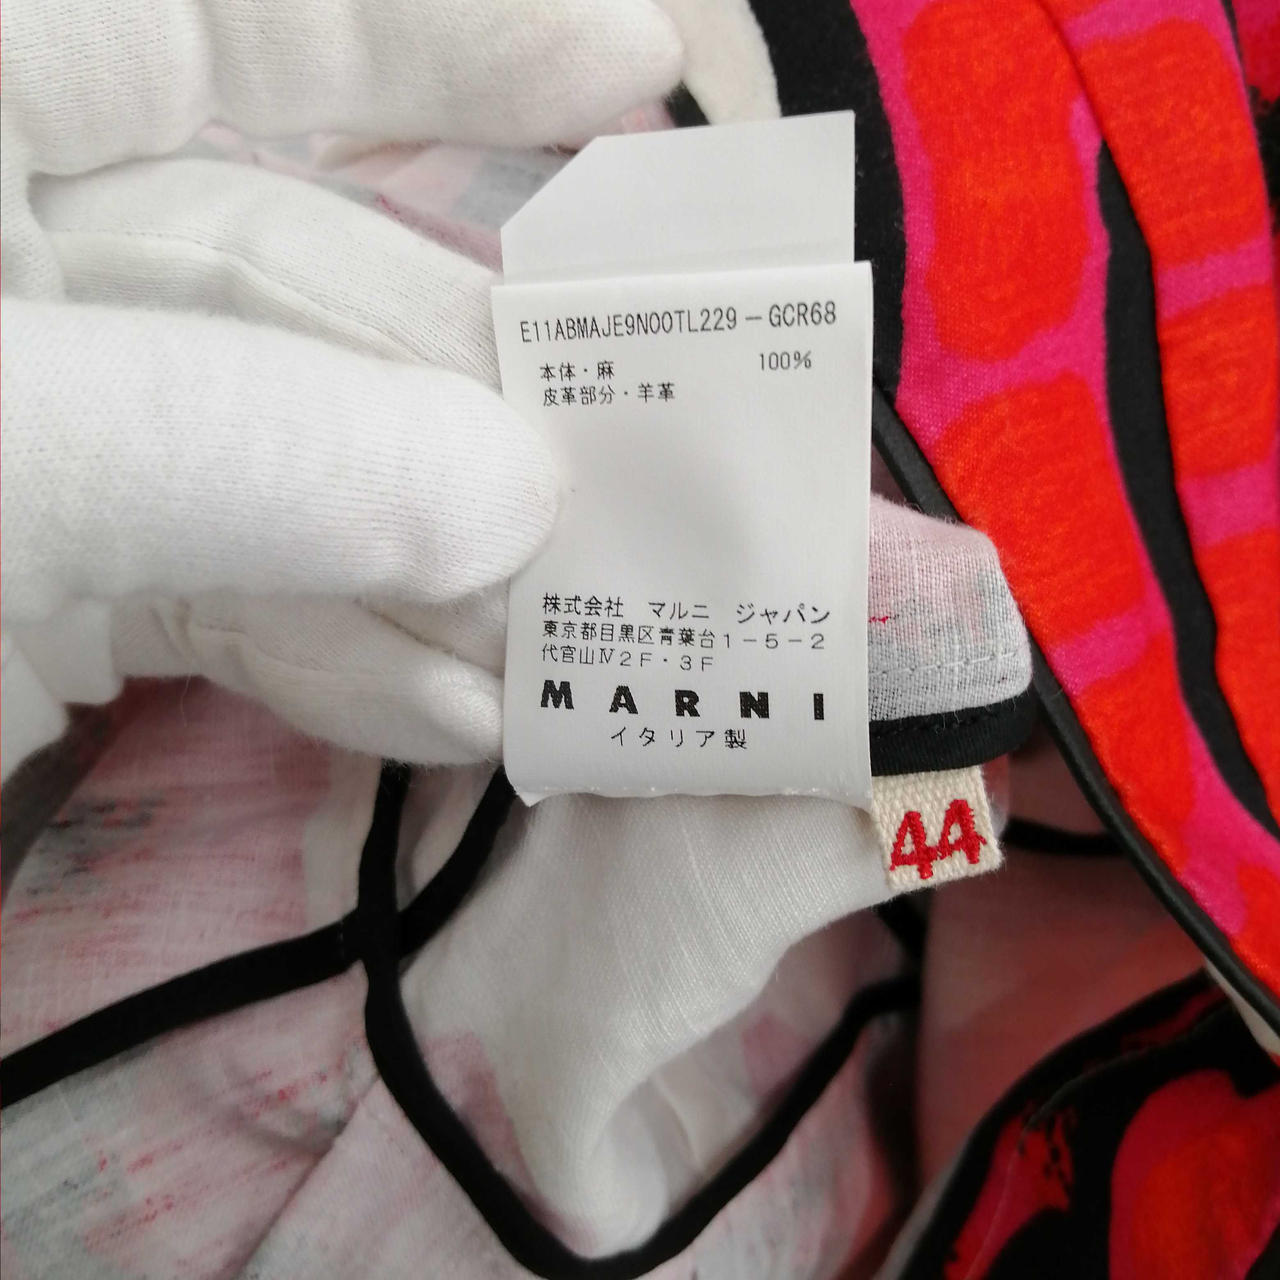 E11ABMAJE9N00TL229－GCR68
本体・麻 100%
皮革部分・羊革
株式会社 マルニ ジャパン
東京都目黒区青葉台１－５－２
代官山Ⅳ２Ｆ・３Ｆ
MARNI
イタリア製
44